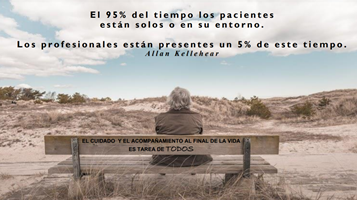 El 95% del tiempo los pacientes
están solos o en su entorno.
Los profesionales están presentes un 5% de este tiempo.
Allan Kellehear
EL CUIDADO Y EL ACOMPAÑAMIENTO AL FINAL DE LA VIDA
ES TAREA DE TODOS